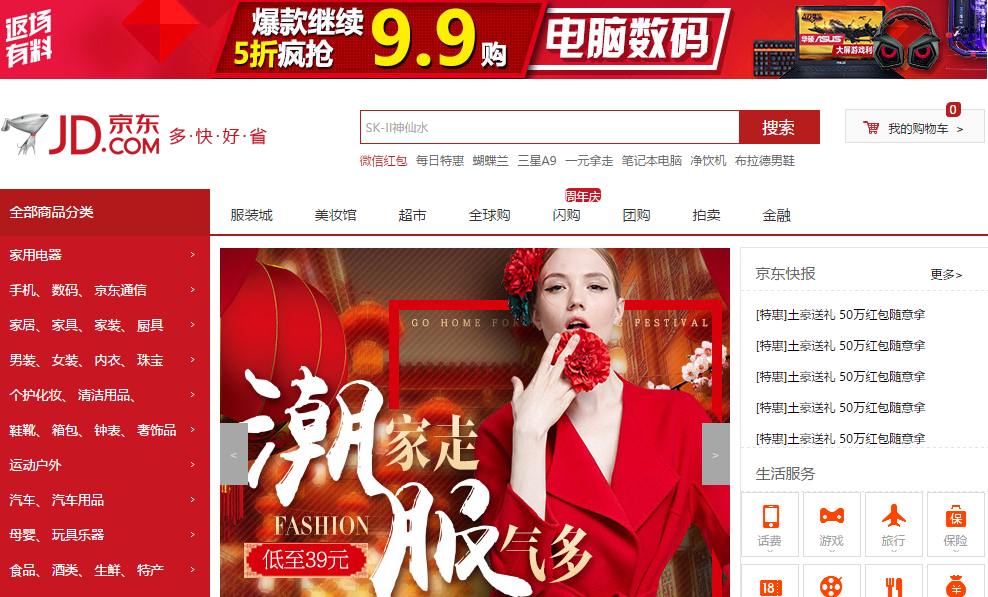 返场
有料
爆款继续
5折疯抢
9.9购
电脑数码
华硕 ASUS
大屏游戏利
JD.COM 京东
多·快·好·省
SK-II神仙水
搜索
0
我的购物车 >
微信红包 每日特惠 蝴蝶兰 三星A9 一元拿走 笔记本电脑 净饮机 布拉德男鞋
全部商品分类
周年庆
服装城 美妆馆 超市 全球购 闪购 团购 拍卖 金融
家用电器 >
手机、 数码、 京东通信 >
家居、 家具、 家装、 厨具 >
男装、 女装、 内衣、 珠宝 >
个护化妆、 清洁用品、 >
鞋靴、 箱包、 钟表、 奢饰品 >
运动户外 >
汽车、 汽车用品 >
母婴、 玩具乐器 >
食品、 酒类、 生鲜、 特产 >
GO HOME FOR
FESTIVAL
潮家走
服气多
FASHION
低至39元
<
>
京东快报
更多>
[特惠]土豪送礼 50万红包随意拿
[特惠]土豪送礼 50万红包随意拿
[特惠]土豪送礼 50万红包随意拿
[特惠]土豪送礼 50万红包随意拿
[特惠]土豪送礼 50万红包随意拿
生活服务
保
话费 游戏 旅行 保险
18
¥